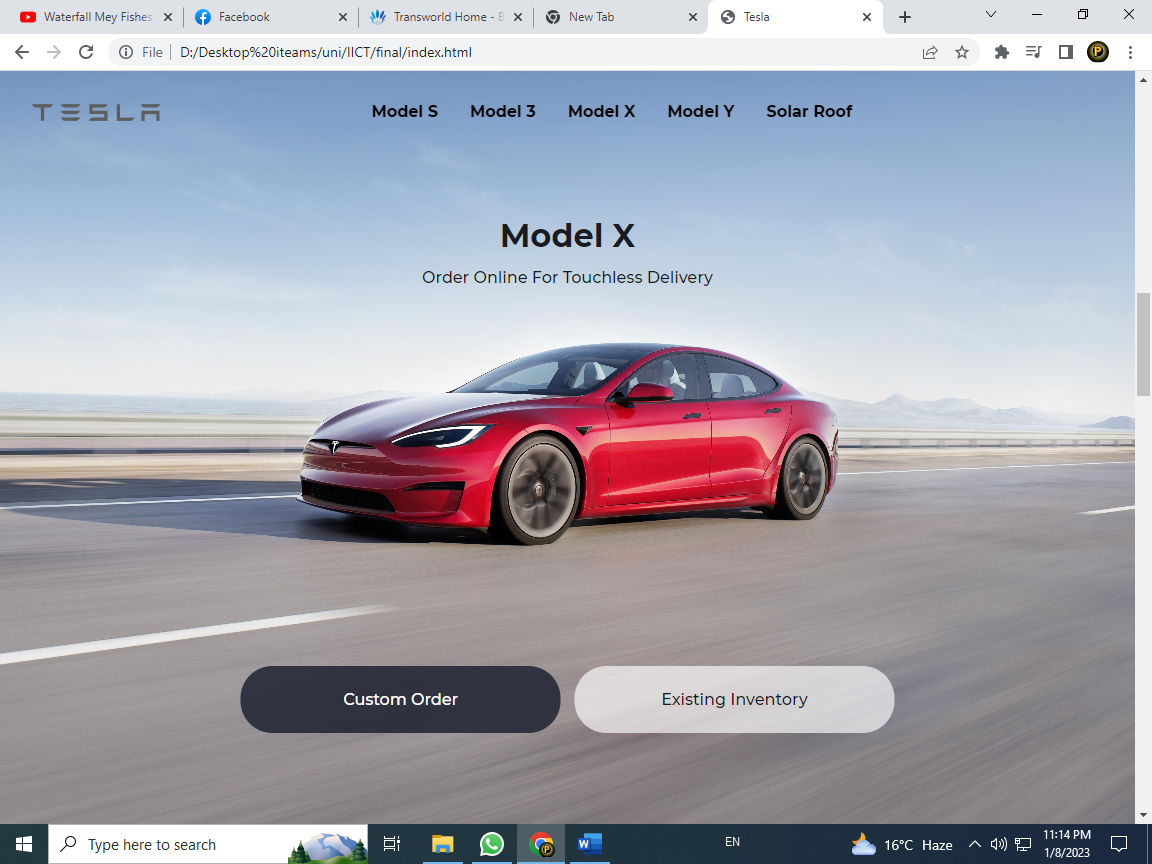 Waterfall Mey Fishes
Facebook
Transworld Home - B
New Tab
Tesla
File
D:/Desktop%20iteams/uni/IICT/final/index.html
TESLA
Model S
Model 3
Model X
Model Y
Solar Roof
Model X
Order Online For Touchless Delivery
Custom Order
Existing Inventory
Type here to search
EN
16°C Haze
11:14 PM
1/8/2023